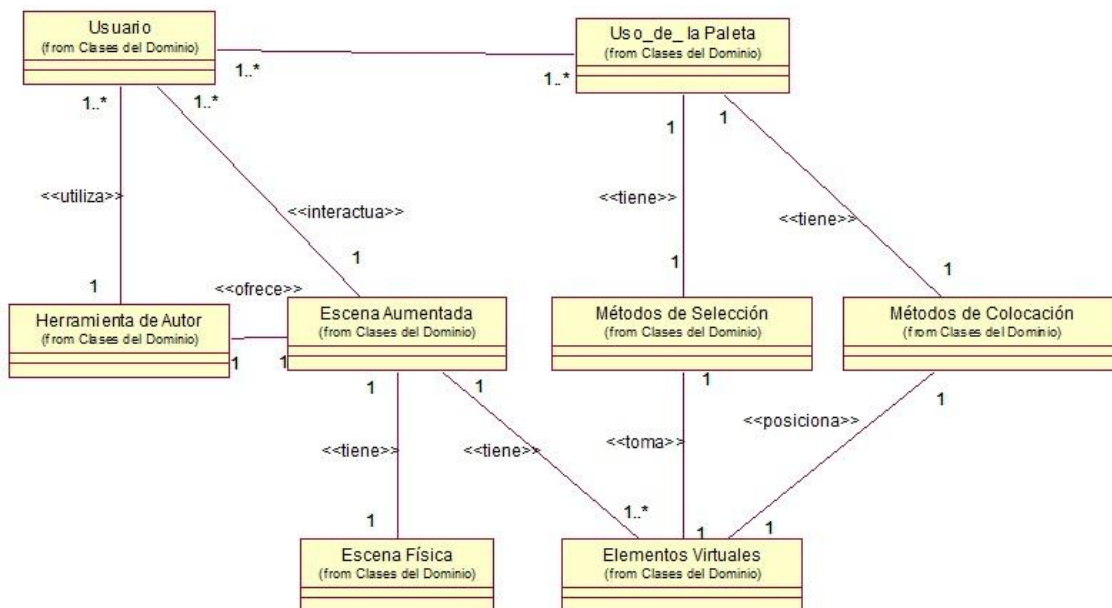 Usuario
(from Clases del Dominio)
Uso_de_ la Paleta
(from Clases del Dominio)
1..*
1..*
1..*
1..*
1
1
<<utiliza>>
<<interactua>>
<<tiene>>
<<tiene>>
1
1
1
1
<<ofrece>>
Herramienta de Autor
(from Clases del Dominio)
Escena Aumentada
(from Clases del Dominio)
Métodos de Selección
(from Clases del Dominio)
Métodos de Colocación
(from Clases del Dominio)
1
1
1
1
1
1
<<tiene>>
<<tiene>>
<<toma>>
<<posiciona>>
1
1..*
1
1
Escena Física
(from Clases del Dominio)
Elementos Virtuales
(from Clases del Dominio)